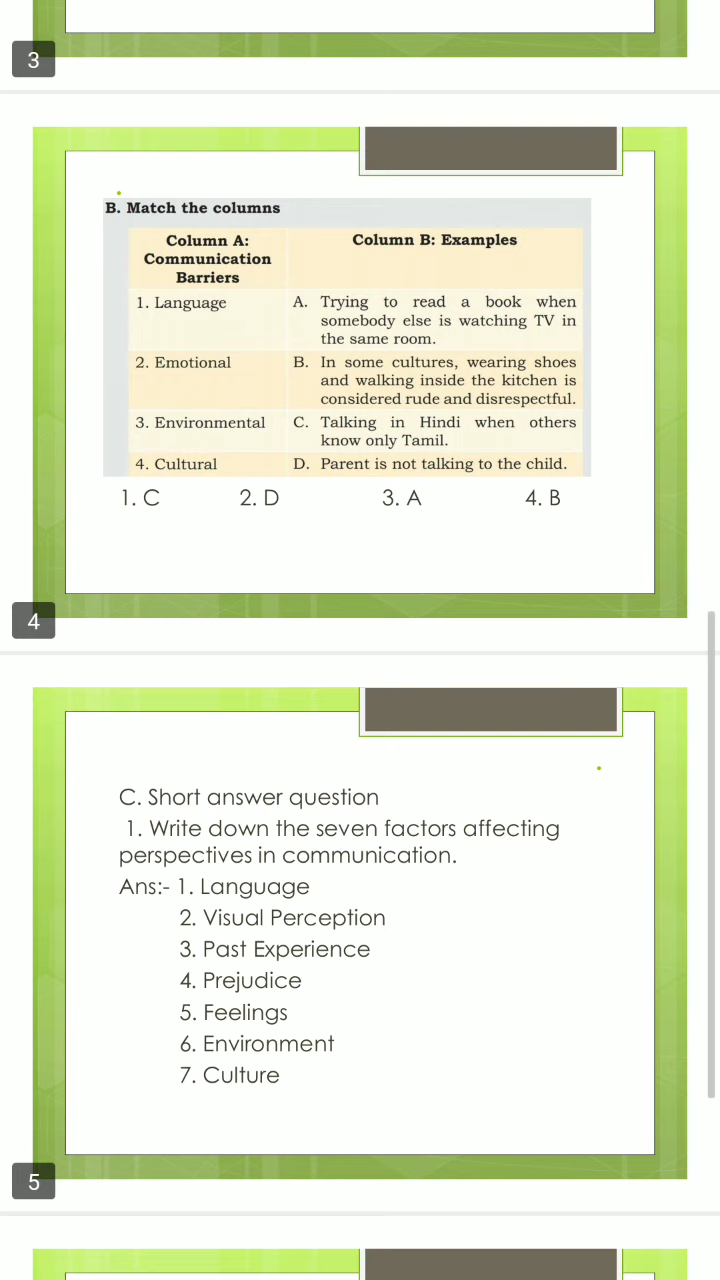 3
B. Match the columns
Column A:
Communication
Barriers
Column B: Examples
1. Language
A. Trying to read a book when
somebody else is watching TV in
the same room.
2. Emotional
B. In some cultures, wearing shoes
and walking inside the kitchen is
considered rude and disrespectful.
3. Environmental
C. Talking in Hindi when others
know only Tamil.
4. Cultural
D. Parent is not talking to the child.
1. C 2. D 3. A 4. B
4
C. Short answer question
1. Write down the seven factors affecting
perspectives in communication.
Ans:- 1. Language
2. Visual Perception
3. Past Experience
4. Prejudice
5. Feelings
6. Environment
7. Culture
5